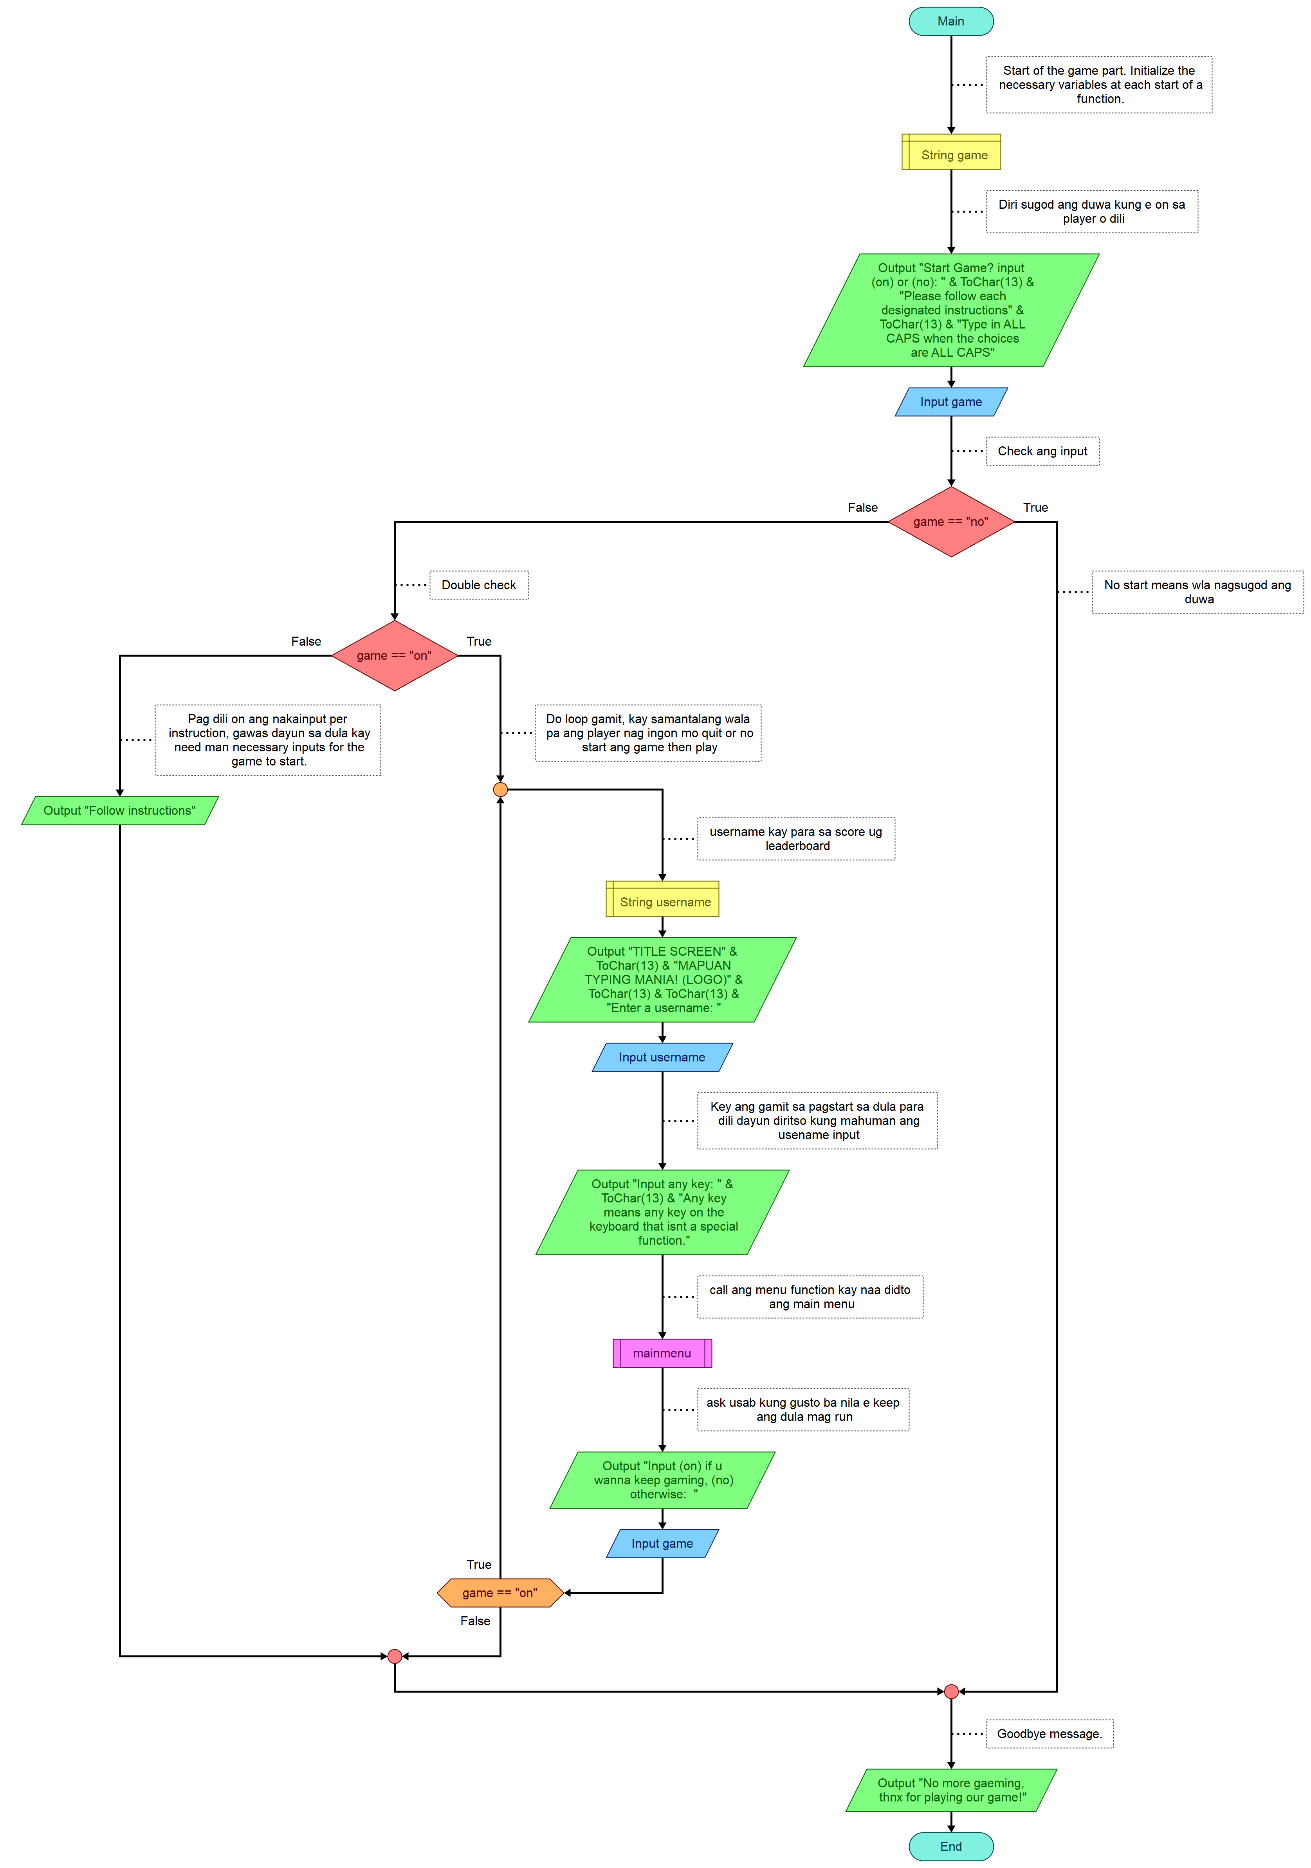 Main
Start of the game part. Initialize the
necessary variables at each start of a
function.
String game
Diri sugod ang duwa kung e on sa
player o dili
Output "Start Game? input
(on) or (no): " & ToChar(13) &
"Please follow each
designated instructions" &
ToChar(13) & "Type in ALL
CAPS when the choices
are ALL CAPS"
Input game
Check ang input
False
game == "no"
True
Double check
No start means wla nagsugod ang
duwa
False
game == "on"
True
Pag dili on ang nakainput per
instruction, gawas dayun sa dula kay
need man necessary inputs for the
game to start.
Do loop gamit, kay samantalang wala
pa ang player nag ingon mo quit or no
start ang game then play
Output "Follow instructions"
username kay para sa score ug
leaderboard
String username
Output "TITLE SCREEN" &
ToChar(13) & "MAPUAN
TYPING MANIA! (LOGO)" &
ToChar(13) & ToChar(13) &
"Enter a username: "
Input username
Key ang gamit sa pagstart sa dula para
dili dayun diritso kung mahuman ang
usename input
Output "Input any key: " &
ToChar(13) & "Any key
means any key on the
keyboard that isnt a special
function."
call ang menu function kay naa didto
ang main menu
mainmenu
ask usab kung gusto ba nila e keep
ang dula mag run
Output "Input (on) if u
wanna keep gaming, (no)
otherwise:  "
Input game
True
game == "on"
False
Goodbye message.
Output "No more gaeming,
thnx for playing our game!"
End